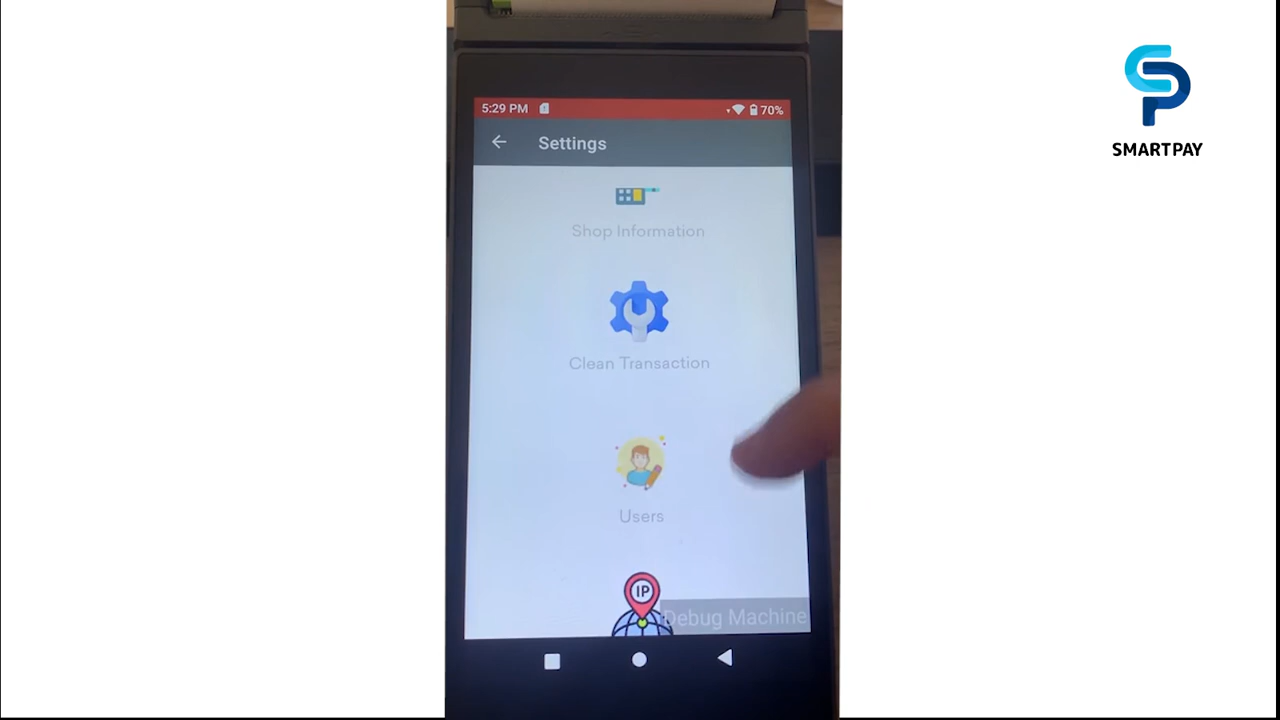 5:29 PM
70%
Settings
SMARTPAY
Shop Information
Clean Transaction
Users
IP
Debug Machine